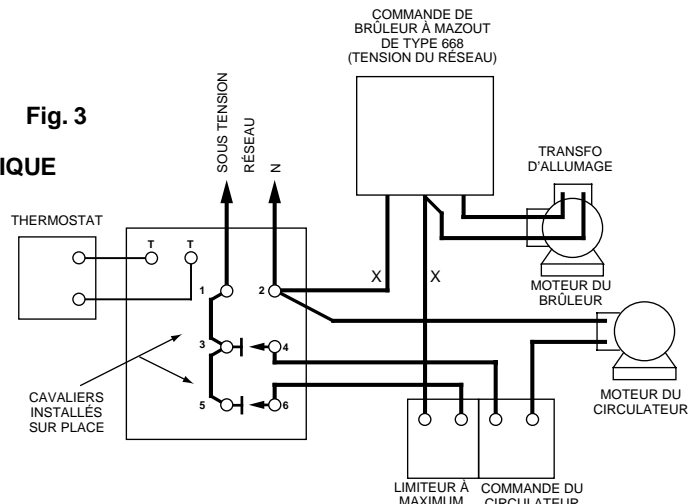 COMMANDE DE
BRÛLEUR À MAZOUT
DE TYPE 668
(TENSION DU RÉSEAU)
Fig. 3
IQUE
SOUS TENSION
RÉSEAU
N
TRANSFO
D'ALLUMAGE
THERMOSTAT
T T
X X
MOTEUR DU
BRÛLEUR
1 2
3 4
5 6
CAVALIERS
INSTALLÉS
SUR PLACE
MOTEUR DU
CIRCULATEUR
LIMITEUR À
MAXIMUM
COMMANDE DU
CIRCULATEUR